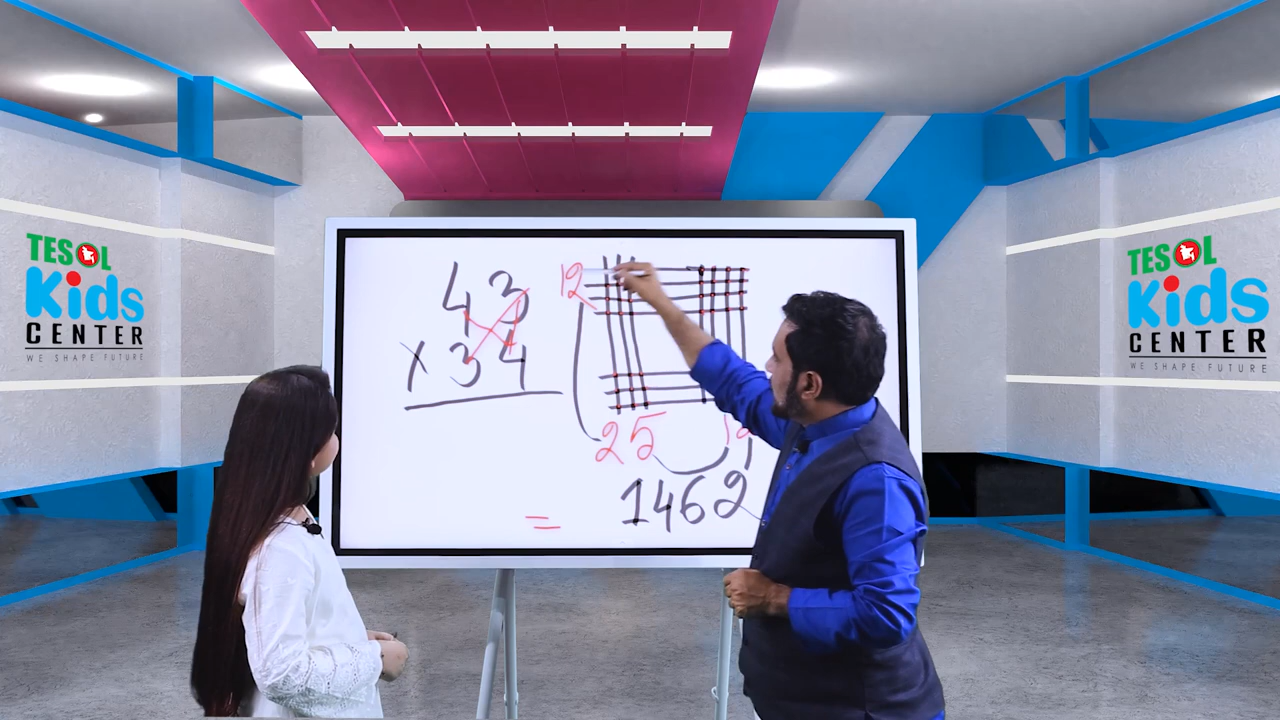 TESOL
Kids
CENTER
WE SHAPE FUTURE
43
x 34
12
25
12
1462
=
TESOL
Kids
CENTER
WE SHAPE FUTURE